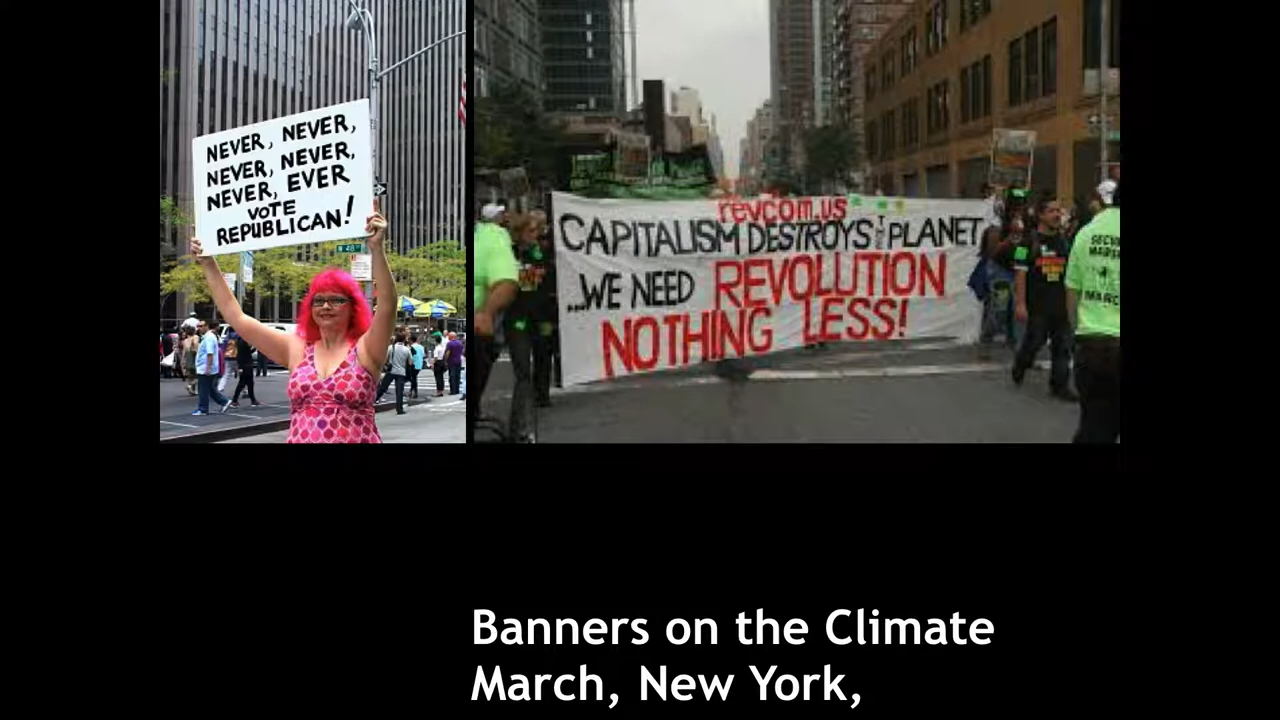 NEVER, NEVER,
NEVER, NEVER,
NEVER, EVER
VOTE
REPUBLICAN!
revcom.us
CAPITALISM DESTROYS THE PLANET
...WE NEED REVOLUTION
NOTHING LESS!
Banners on the Climate
March, New York,